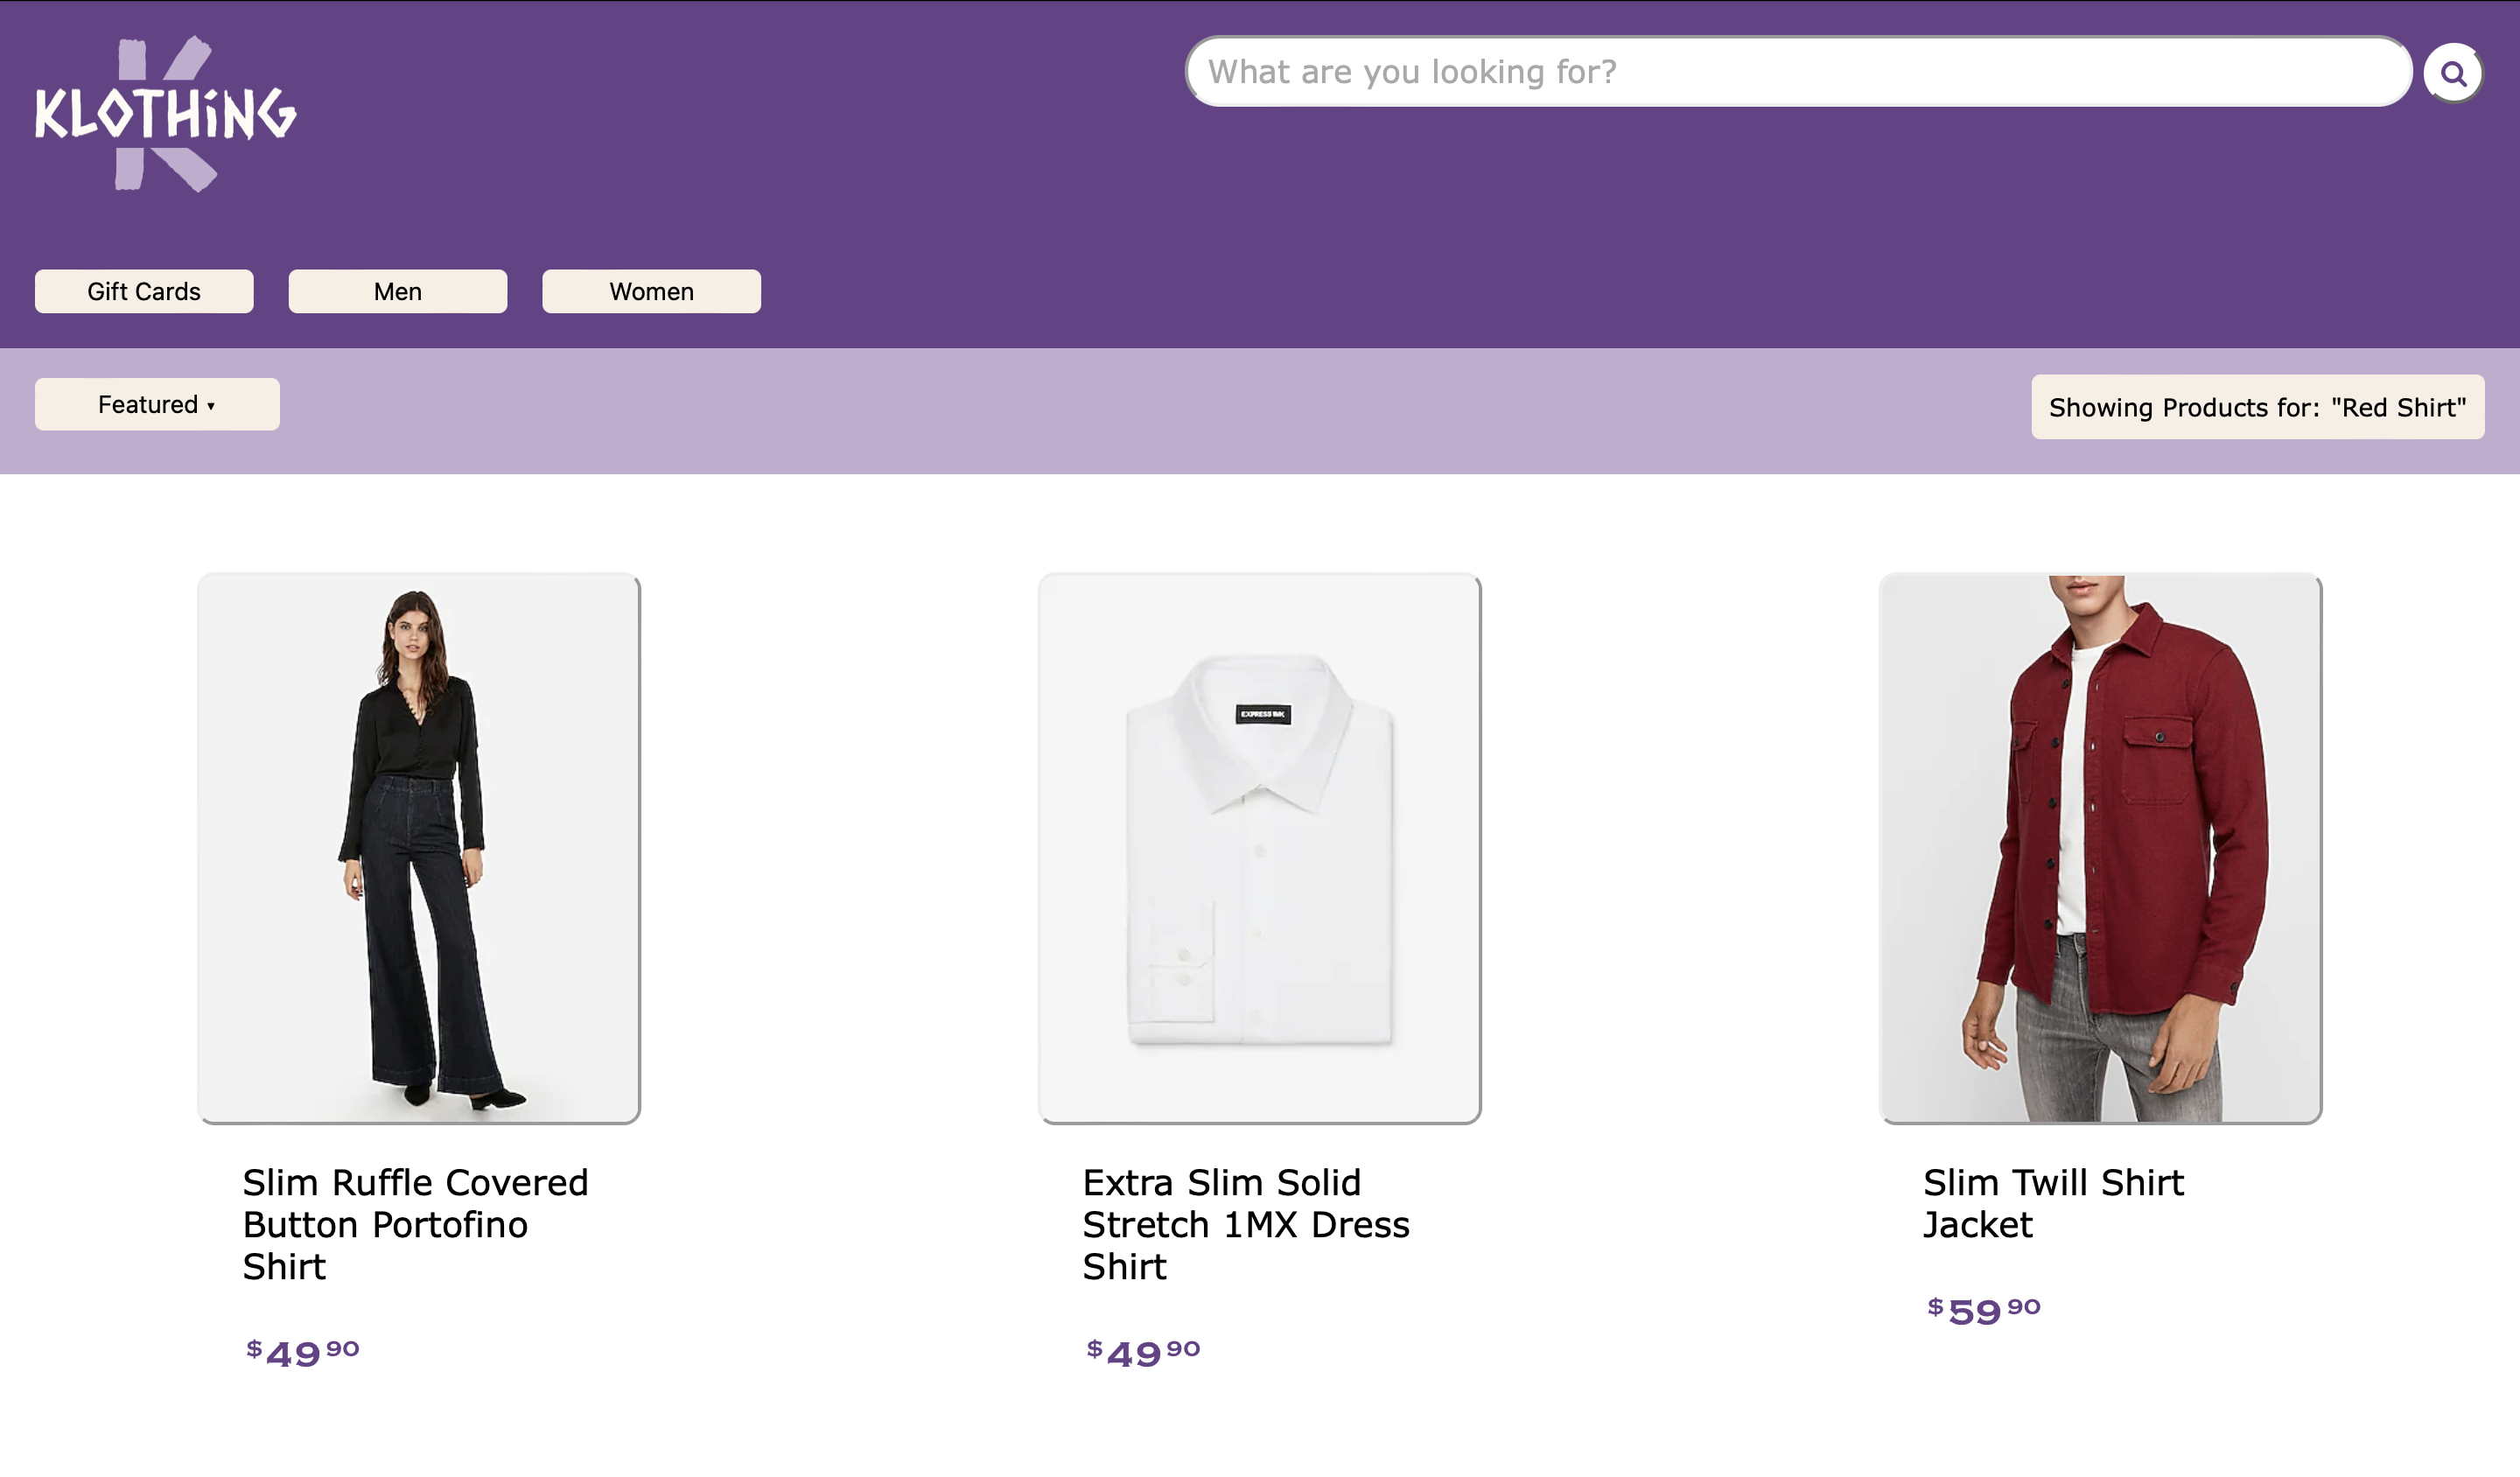 K
KLOTHiNG
What are you looking for?
Gift Cards
Men
Women
Featured ▾
Showing Products for: "Red Shirt"
EXPRESS INK
Slim Ruffle Covered
Button Portofino
Shirt
$49 90
Extra Slim Solid
Stretch 1MX Dress
Shirt
$49 90
Slim Twill Shirt
Jacket
$59 90